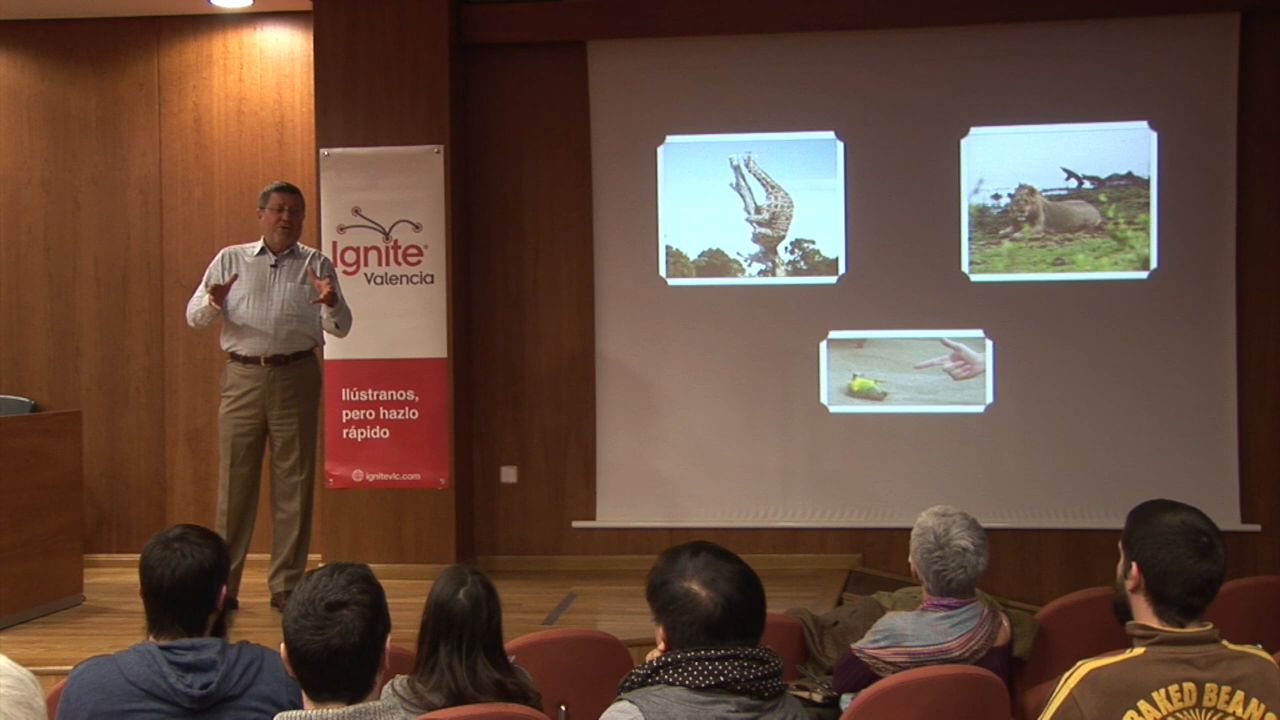 Ignite®
Valencia
Ilústranos,
pero hazlo
rápido
ignitevlc.com
BAKED BEANS